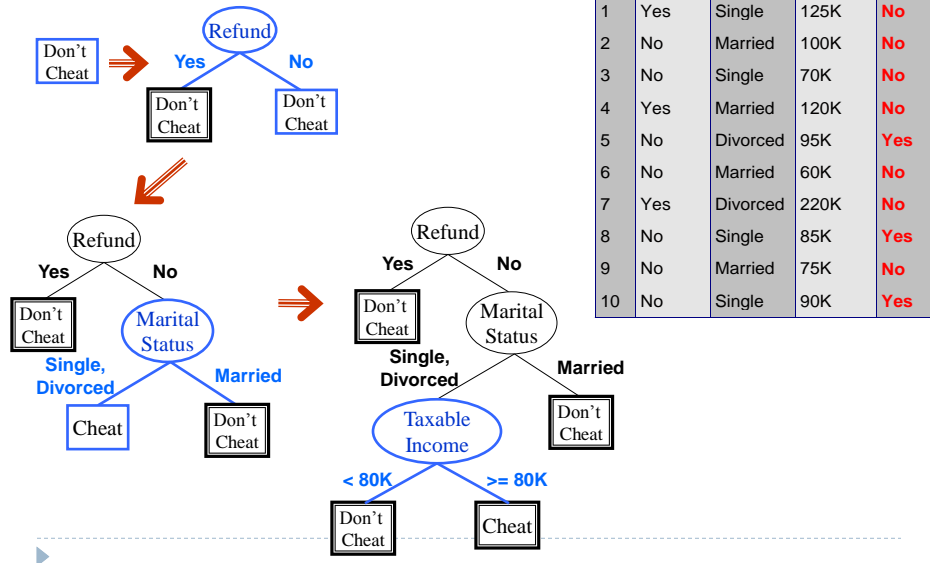 Don't
Cheat
Refund
Yes
No
Don't
Cheat
Don't
Cheat
1 Yes Single 125K No
2 No Married 100K No
3 No Single 70K No
4 Yes Married 120K No
5 No Divorced 95K Yes
6 No Married 60K No
7 Yes Divorced 220K No
8 No Single 85K Yes
9 No Married 75K No
10 No Single 90K Yes
Refund
Yes
No
Don't
Cheat
Marital
Status
Single,
Divorced
Married
Cheat
Don't
Cheat
Refund
Yes
No
Don't
Cheat
Marital
Status
Single,
Divorced
Married
Taxable
Income
Don't
Cheat
< 80K
>= 80K
Don't
Cheat
Cheat